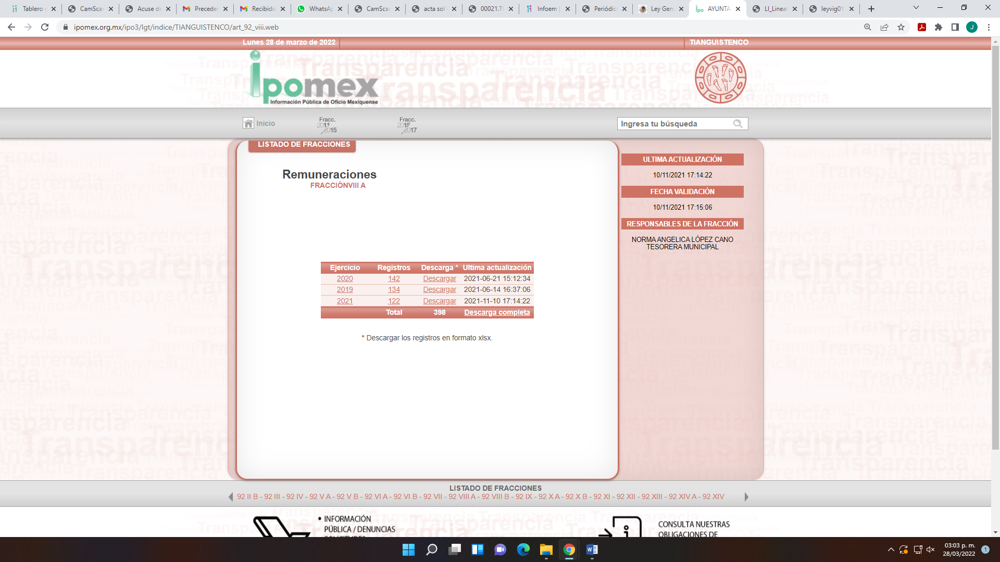 Tablero c
CamScar
Acuse de
Preceder
Recibido
WhatsAp
CamScar
acta sol
00021.TI
Infoem |
Periódic
Ley Gene
AYUNTA
LI_Linear
leyvig01
ipomex.org.mx/ipo3/lgt/indice/TIANGUISTENCO/art_92_viii.web
J
Lunes 28 de marzo de 2022
TIANGUISTENCO
ipomex
Información Pública de Oficio Mexiquense
Transparencia
Inicio
Fracc.
2011
2015
Fracc.
2015
2017
Ingresa tu búsqueda
LISTADO DE FRACCIONES
Remuneraciones
FRACCIÓNVIII A
ULTIMA ACTUALIZACIÓN
10/11/2021 17:14:22
FECHA VALIDACIÓN
10/11/2021 17:15:06
RESPONSABLES DE LA FRACCIÓN
NORMA ANGELICA LÓPEZ CANO
TESORERA MUNICIPAL
Ejercicio Registros Descarga * Ultima actualización
2020 142 Descargar 2021-06-21 15:12:34
2019 134 Descargar 2021-06-14 16:37:06
2021 122 Descargar 2021-11-10 17:14:22
Total 398 Descarga completa
* Descargar los registros en formato xlsx.
LISTADO DE FRACCIONES
92 II B - 92 III - 92 IV - 92 V A - 92 V B - 92 VI A - 92 VI B - 92 VII - 92 VIII A - 92 VIII B - 92 IX - 92 X A - 92 X B - 92 XI - 92 XII - 92 XIII - 92 XIV A - 92 XIV
• INFORMACIÓN
PÚBLICA / DENUNCIAS
CONSULTA NUESTRAS
OBLIGACIONES DE
03:03 p. m.
28/03/2022
1